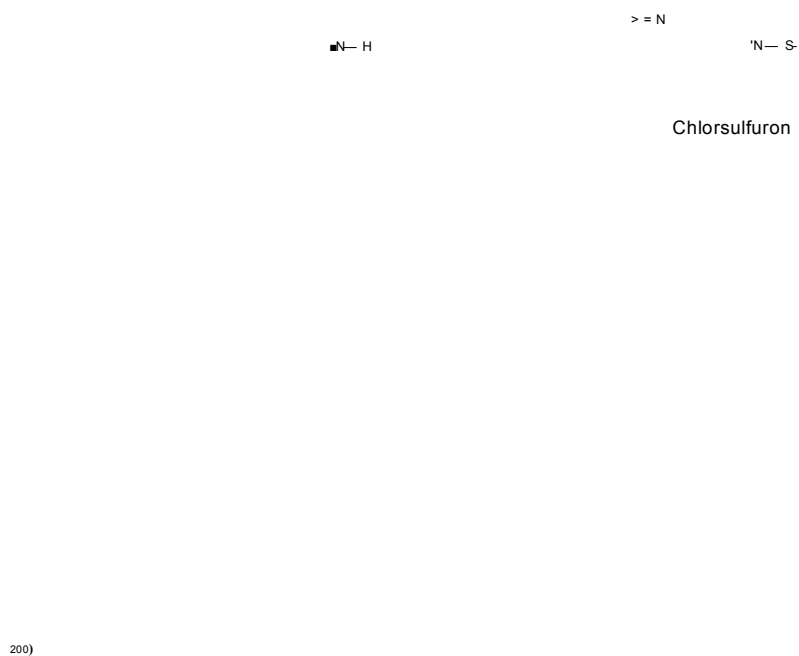 > = N
■N— H
'N— S-
Chlorsulfuron
200)